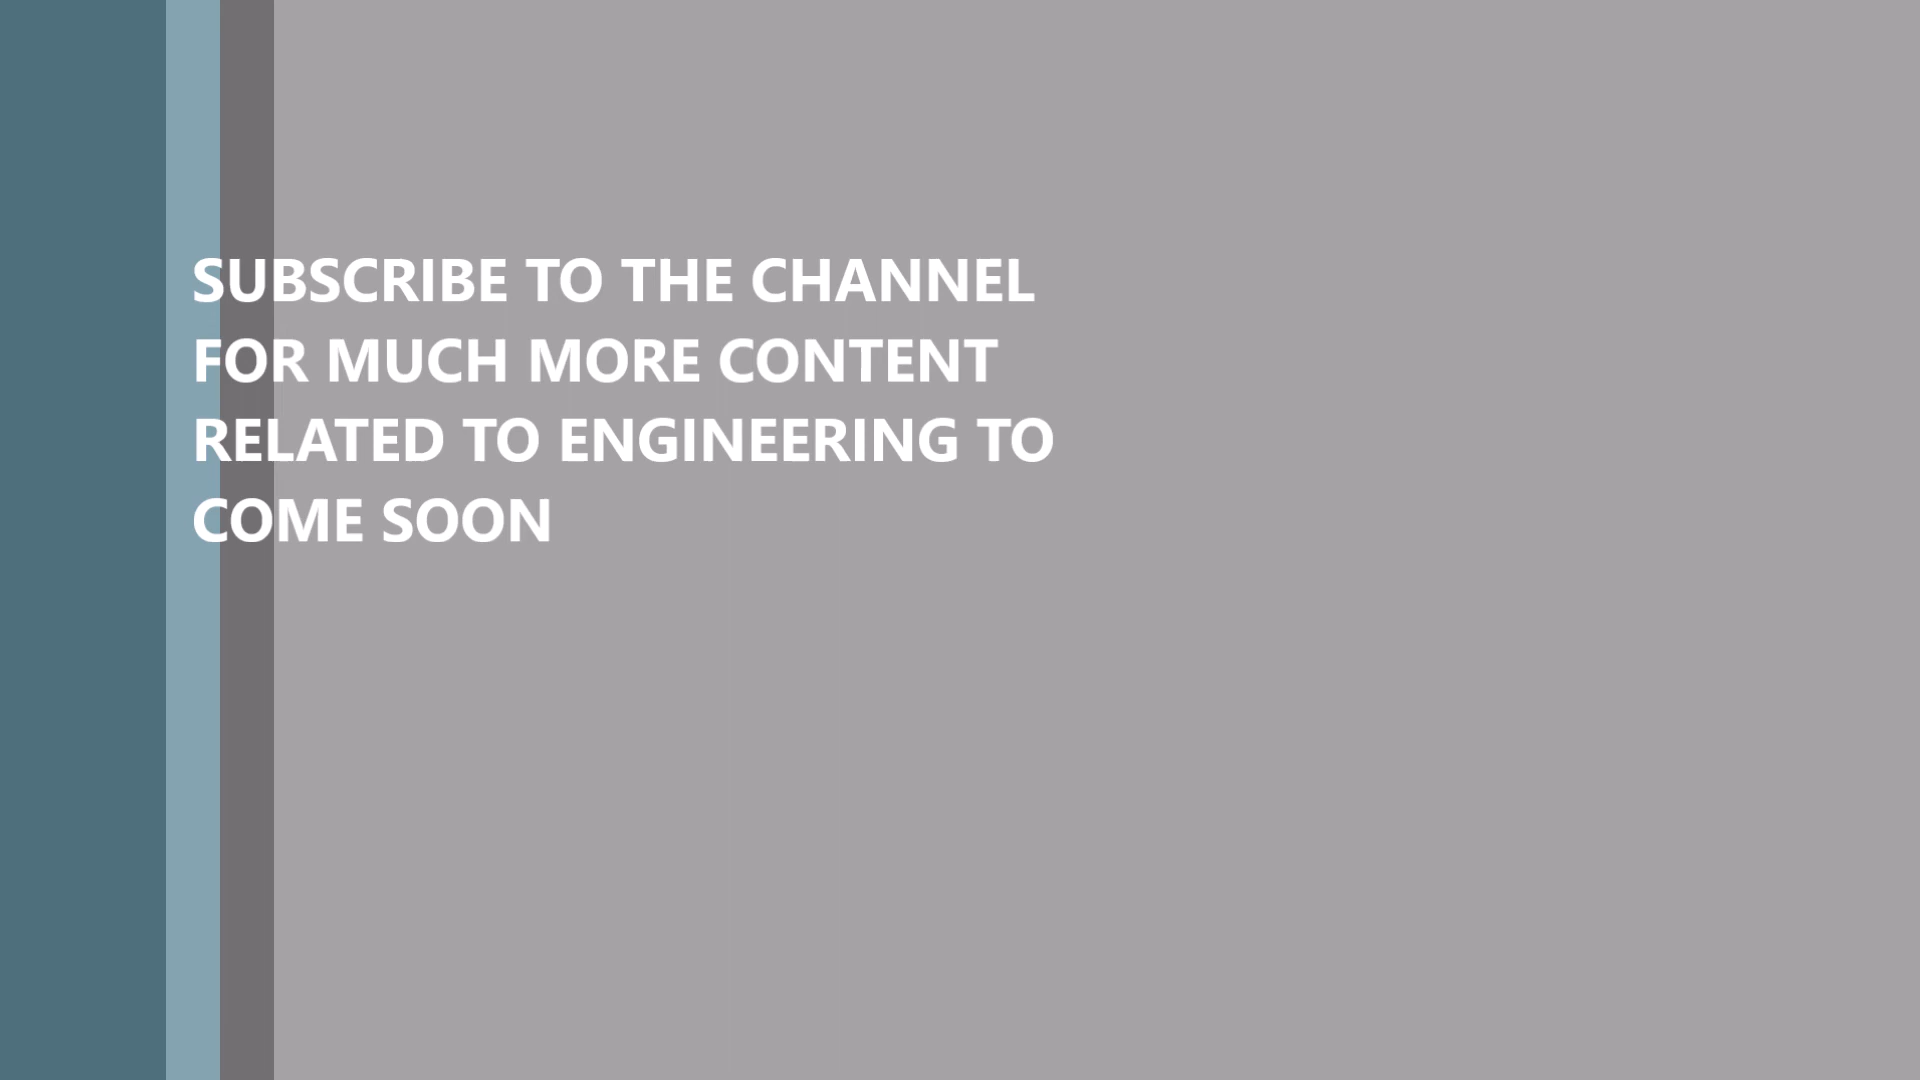 SUBSCRIBE TO THE CHANNEL
FOR MUCH MORE CONTENT
RELATED TO ENGINEERING TO
COME SOON